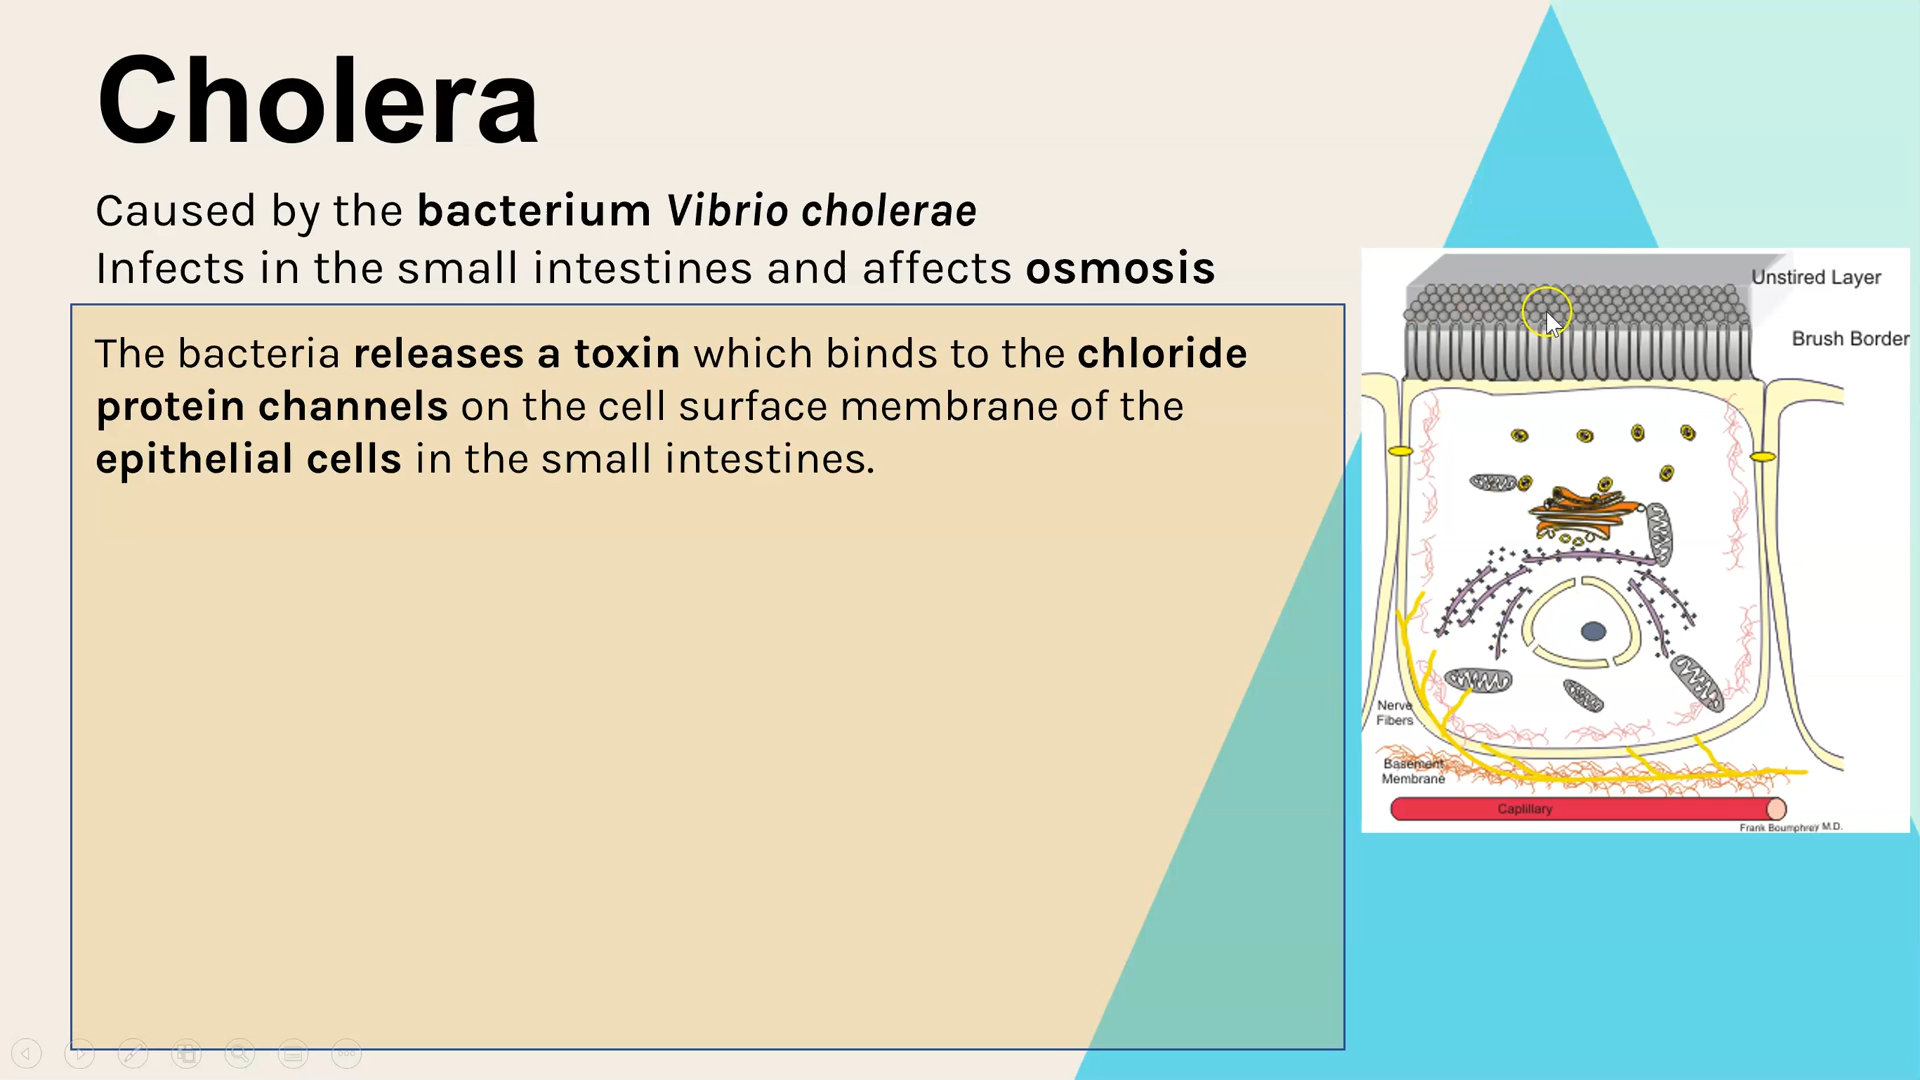 Cholera
Caused by the bacterium Vibrio cholerae
Infects in the small intestines and affects osmosis
The bacteria releases a toxin which binds to the chloride
protein channels on the cell surface membrane of the
epithelial cells in the small intestines.
Unstired Layer
Brush Border
Nerve
Fibers
Basement
Membrane
Caplillary
Frank Boumphrey M.D.